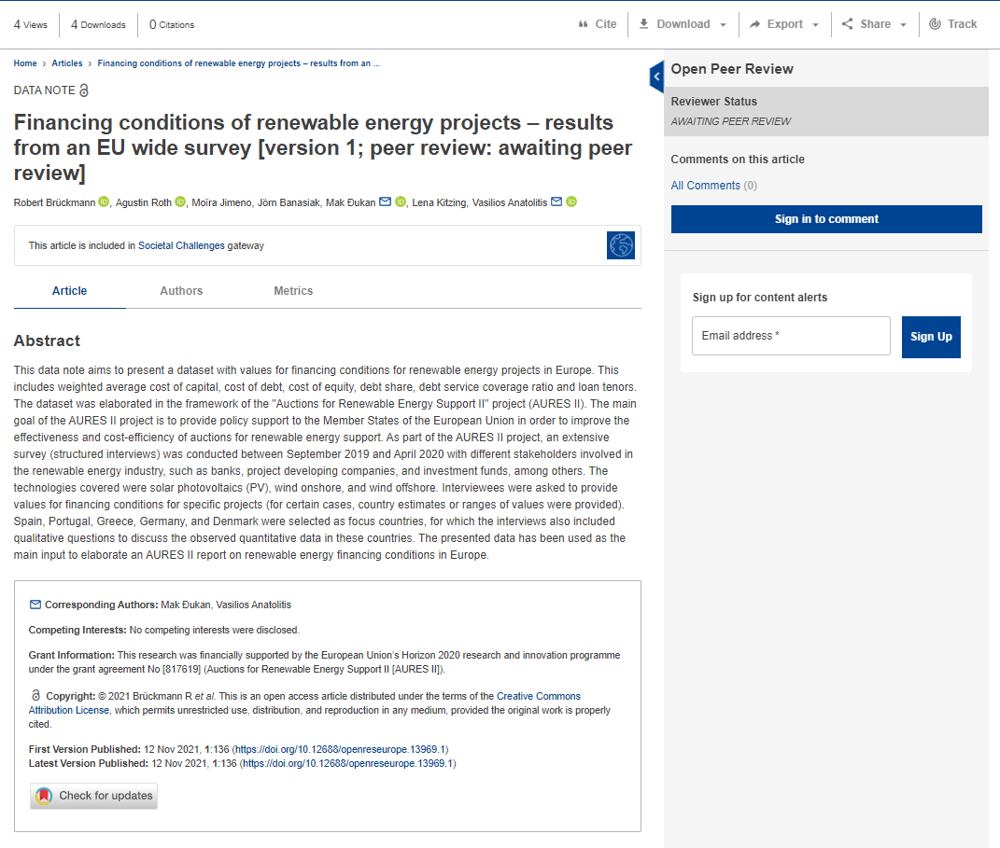 4 Views 4 Downloads 0 Citations Cite Download Export Share Track
Home › Articles › Financing conditions of renewable energy projects – results from an ...
DATA NOTE
Financing conditions of renewable energy projects – results
from an EU wide survey [version 1; peer review: awaiting peer
review]
Robert Brückmann, Agustin Roth, Moïra Jimeno, Jörn Banasiak, Mak Đukan, Lena Kitzing, Vasilios Anatolitis
This article is included in Societal Challenges gateway
Article Authors Metrics
Abstract
This data note aims to present a dataset with values for financing conditions for renewable energy projects in Europe. This
includes weighted average cost of capital, cost of debt, cost of equity, debt share, debt service coverage ratio and loan tenors.
The dataset was elaborated in the framework of the "Auctions for Renewable Energy Support II" project (AURES II). The main
goal of the AURES II project is to provide policy support to the Member States of the European Union in order to improve the
effectiveness and cost-efficiency of auctions for renewable energy support. As part of the AURES II project, an extensive
survey (structured interviews) was conducted between September 2019 and April 2020 with different stakeholders involved in
the renewable energy industry, such as banks, project developing companies, and investment funds, among others. The
technologies covered were solar photovoltaics (PV), wind onshore, and wind offshore. Interviewees were asked to provide
values for financing conditions for specific projects (for certain cases, country estimates or ranges of values were provided).
Spain, Portugal, Greece, Germany, and Denmark were selected as focus countries, for which the interviews also included
qualitative questions to discuss the observed quantitative data in these countries. The presented data has been used as the
main input to elaborate an AURES II report on renewable energy financing conditions in Europe.
Corresponding Authors: Mak Đukan, Vasilios Anatolitis
Competing Interests: No competing interests were disclosed.
Grant Information: This research was financially supported by the European Union's Horizon 2020 research and innovation programme
under the grant agreement No [817619] (Auctions for Renewable Energy Support II [AURES II]).
Copyright: © 2021 Brückmann R et al. This is an open access article distributed under the terms of the Creative Commons
Attribution License, which permits unrestricted use, distribution, and reproduction in any medium, provided the original work is properly
cited.
First Version Published: 12 Nov 2021, 1:136 (https://doi.org/10.12688/openreseurope.13969.1)
Latest Version Published: 12 Nov 2021, 1:136 (https://doi.org/10.12688/openreseurope.13969.1)
Check for updates
Open Peer Review
Reviewer Status
AWAITING PEER REVIEW
Comments on this article
All Comments (0)
Sign in to comment
Sign up for content alerts
Email address *
Sign Up